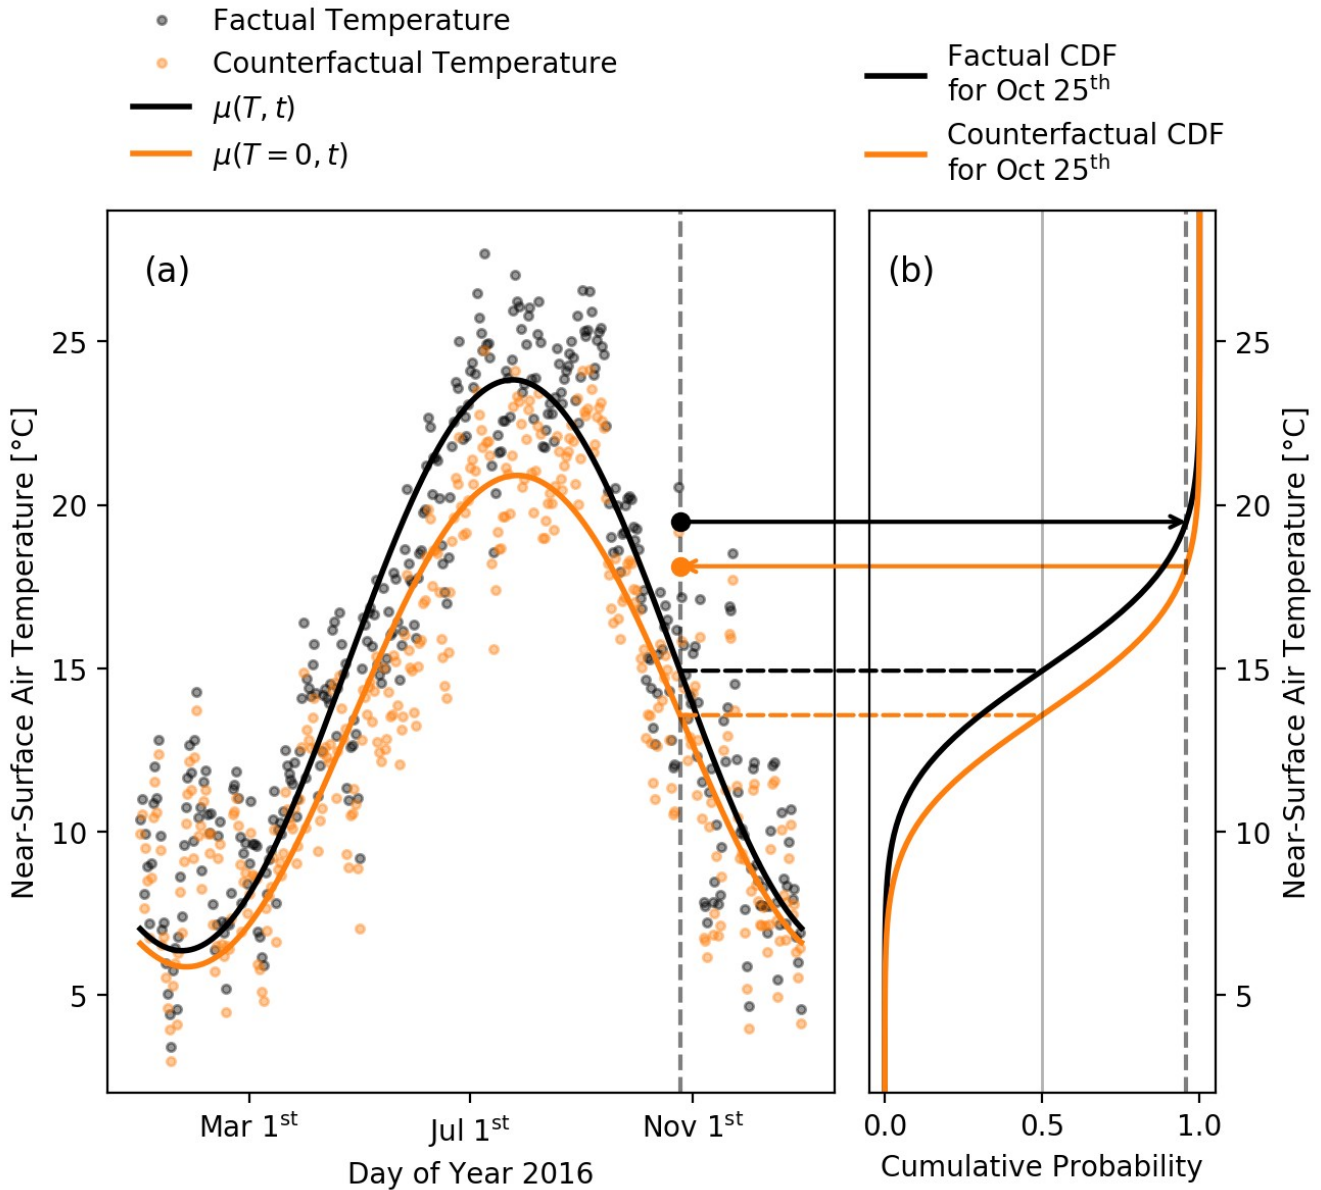 Factual Temperature
Counterfactual Temperature
μ(T, t)
μ(T = 0, t)
Factual CDF
for Oct 25th
Counterfactual CDF
for Oct 25th
(a)
(b)
25
20
15
10
5
Near-Surface Air Temperature [°C]
Mar 1st
Jul 1st
Nov 1st
Day of Year 2016
0.0
0.5
1.0
Cumulative Probability
25
20
15
10
5
Near-Surface Air Temperature [°C]